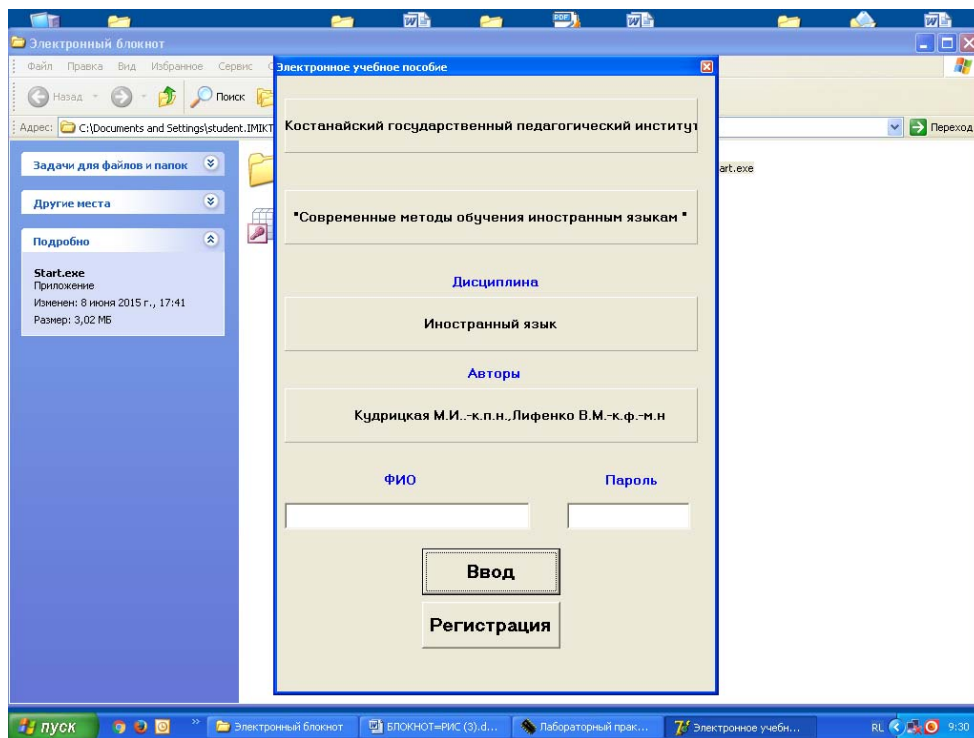 Электронный блокнот
Файл Правка Вид Избранное Сервис
Электронное учебное пособие
Назад
Поиск
Адрес: C:\Documents and Settings\student.IMIKT
Переход
Костанайский государственный педагогический институт
Задачи для файлов и папок
art.exe
Другие места
"Современные методы обучения иностранным языкам "
Подробно
Start.exe
Приложение
Изменен: 8 июня 2015 г., 17:41
Размер: 3,02 МБ
Дисциплина
Иностранный язык
Авторы
Кудрицкая М.И..-к.п.н.,Лифенко В.М.-к.ф.-м.н
ФИО Пароль
Ввод
Регистрация
пуск
Электронный блокнот
БЛОКНОТ=РИС (3).d...
Лабораторный прак...
Электронное учебн...
RL
9:30